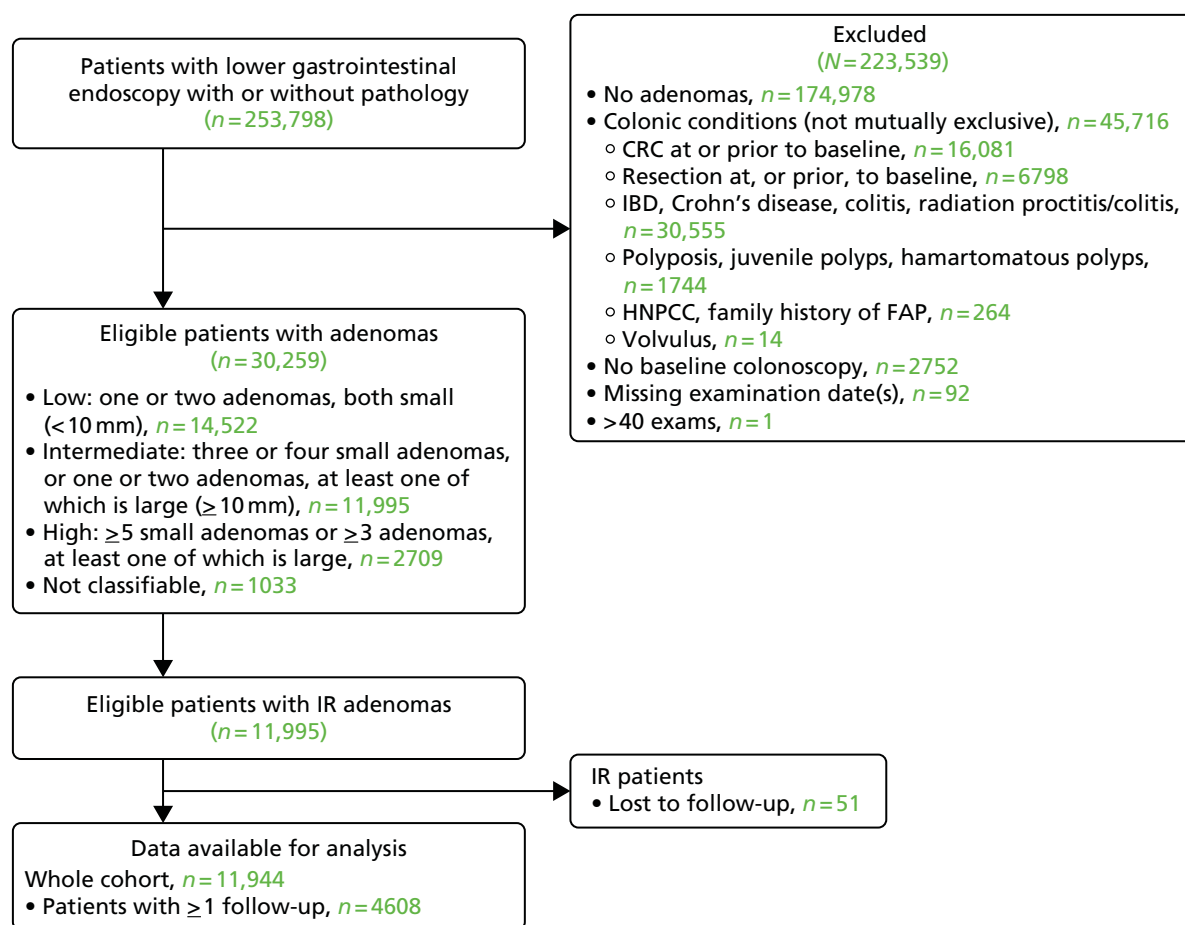 Patients with lower gastrointestinal
endoscopy with or without pathology
(n=253,798)
Excluded
(N=223,539)
• No adenomas, n=174,978
• Colonic conditions (not mutually exclusive), n=45,716
○ CRC at or prior to baseline, n=16,081
○ Resection at, or prior, to baseline, n=6798
○ IBD, Crohn's disease, colitis, radiation proctitis/colitis,
n=30,555
○ Polyposis, juvenile polyps, hamartomatous polyps,
n=1744
○ HNPCC, family history of FAP, n=264
○ Volvulus, n=14
• No baseline colonoscopy, n=2752
• Missing examination date(s), n=92
• >40 exams, n=1
Eligible patients with adenomas
(n=30,259)
• Low: one or two adenomas, both small
(<10 mm), n=14,522
• Intermediate: three or four small adenomas,
or one or two adenomas, at least one of
which is large (≥10 mm), n=11,995
• High: ≥5 small adenomas or ≥3 adenomas,
at least one of which is large, n=2709
• Not classifiable, n=1033
Eligible patients with IR adenomas
(n=11,995)
IR patients
• Lost to follow-up, n=51
Data available for analysis
Whole cohort, n=11,944
• Patients with ≥1 follow-up, n=4608